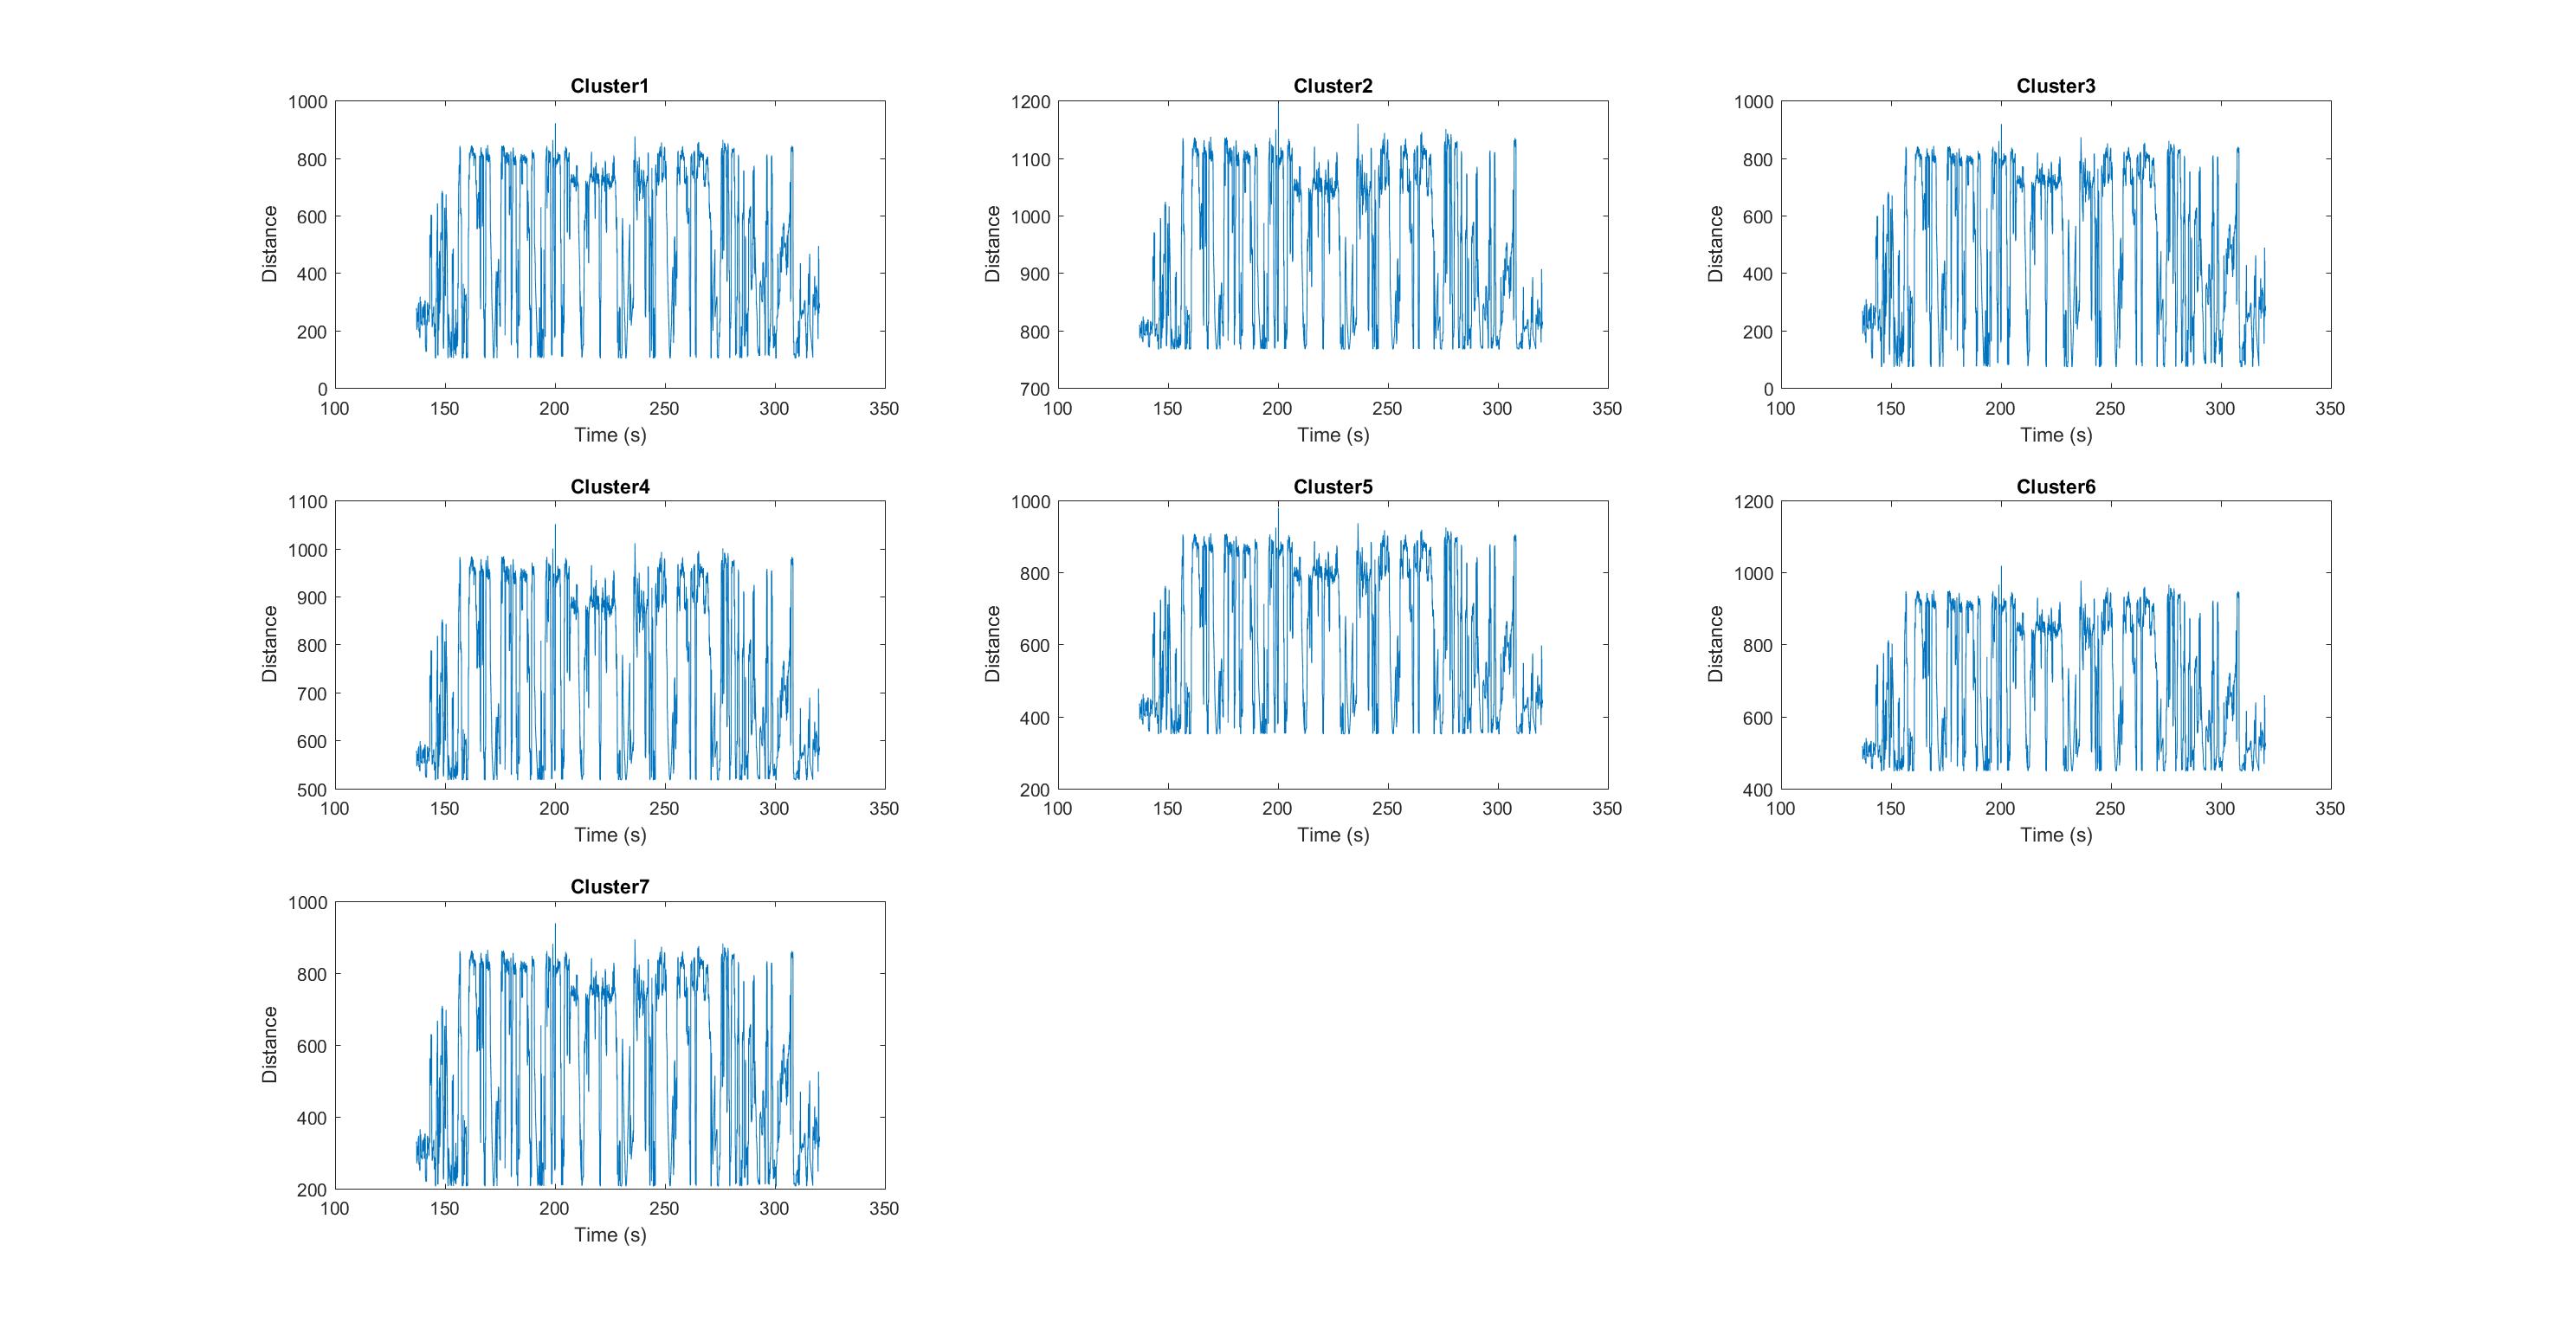 Cluster1 Cluster2 Cluster3
1000 1200 1000
1100
800 800
Distance 600 Distance 1000 Distance 600
400 900 400
200 800 200
0 700 0
100 150 200 250 300 350 100 150 200 250 300 350 100 150 200 250 300 350
Time (s) Time (s) Time (s)
Cluster4 Cluster5 Cluster6
1100 1000 1200
1000 1000
900 800
Distance 800 Distance 600 Distance 800
700
600 400 600
500 200 400
100 150 200 250 300 350 100 150 200 250 300 350 100 150 200 250 300 350
Time (s) Time (s) Time (s)
Cluster7
1000
800
Distance 600
400
200
100 150 200 250 300 350
Time (s)